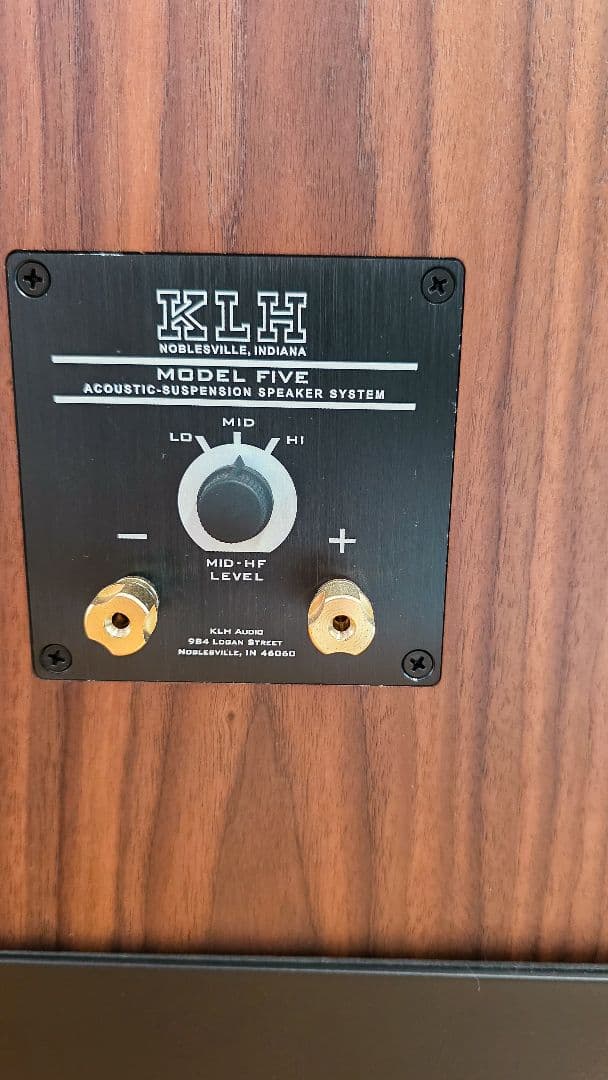 KLH
NOBLESVILLE, INDIANA
MODEL FIVE
ACOUSTIC-SUSPENSION SPEAKER SYSTEM
MID
LO HI
- +
MID-HF
LEVEL
KLH AUDIO
984 LOGAN STREET
NOBLESVILLE, IN 46060